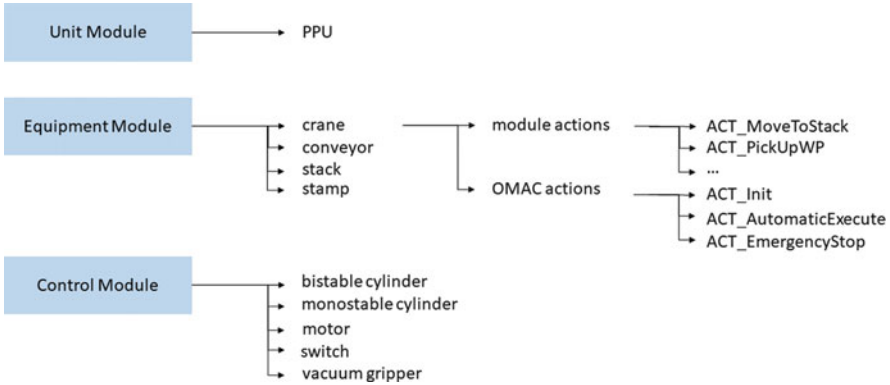 Unit Module
PPU
Equipment Module
crane
conveyor
stack
stamp
module actions
OMAC actions
ACT_MoveToStack
ACT_PickUpWP
...
ACT_Init
ACT_AutomaticExecute
ACT_EmergencyStop
Control Module
bistable cylinder
monostable cylinder
motor
switch
vacuum gripper